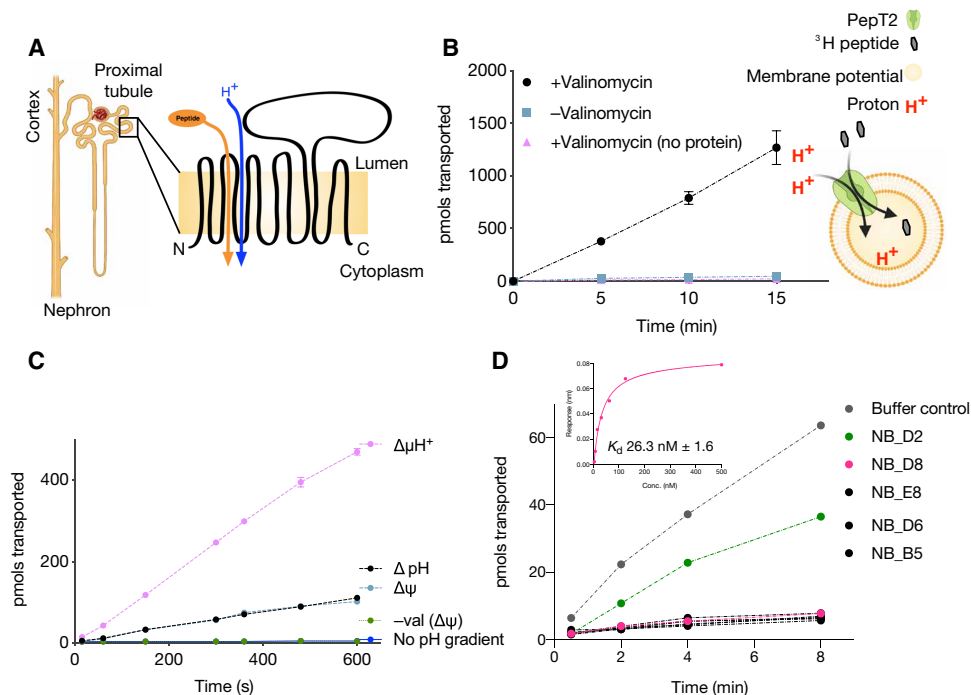 A
Cortex
Proximal
tubule
Nephron
Peptide
H+
Lumen
N
C
Cytoplasm
B
pmols transported
2000
1500
1000
500
0
0
5
10
15
Time (min)
+Valinomycin
–Valinomycin
+Valinomycin (no protein)
PepT2
³H peptide
Membrane potential
Proton H+
H+
H+
H+
C
pmols transported
400
200
0
0
200
400
600
Time (s)
ΔμH+
Δ pH
Δψ
–val (Δψ)
No pH gradient
D
pmols transported
60
40
20
0
0
2
4
6
8
Time (min)
Response (nm)
0.08
0.06
0.04
0.02
0.00
0
100
200
300
400
500
Conc. (nM)
Kd 26.3 nM ± 1.6
Buffer control
NB_D2
NB_D8
NB_E8
NB_D6
NB_B5